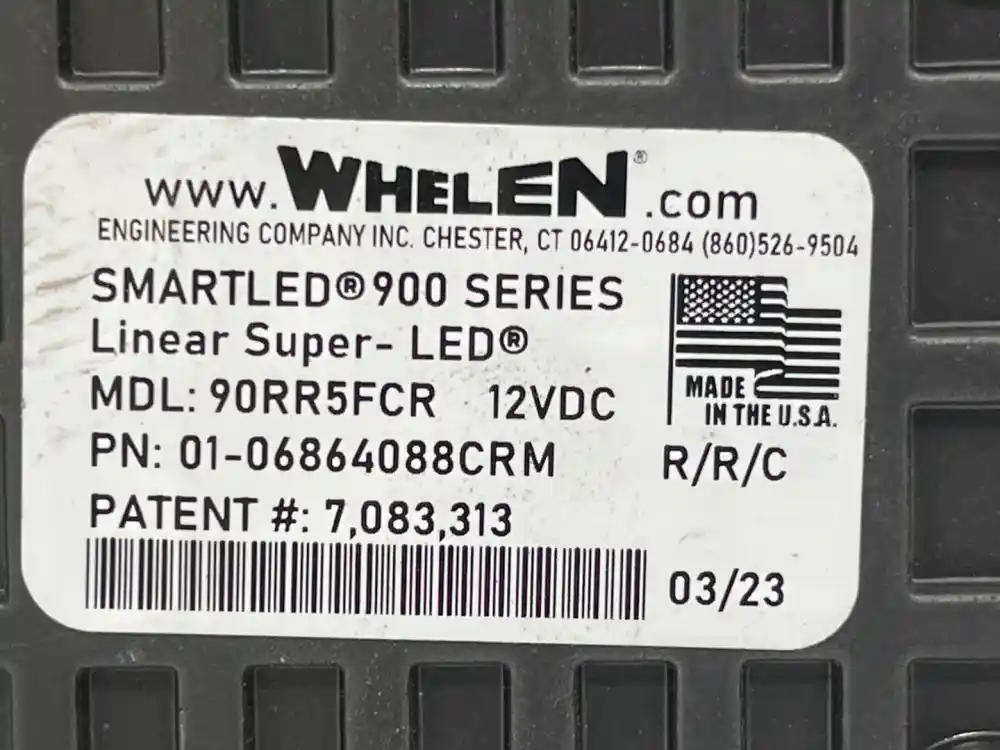 www.WHELEN®.com
ENGINEERING COMPANY INC. CHESTER, CT 06412-0684 (860)526-9504
SMARTLED®900 SERIES
Linear Super- LED®
MDL: 90RR5FCR 12VDC
MADE
IN THE U.S.A.
PN: 01-06864088CRM R/R/C
PATENT #: 7,083,313
03/23